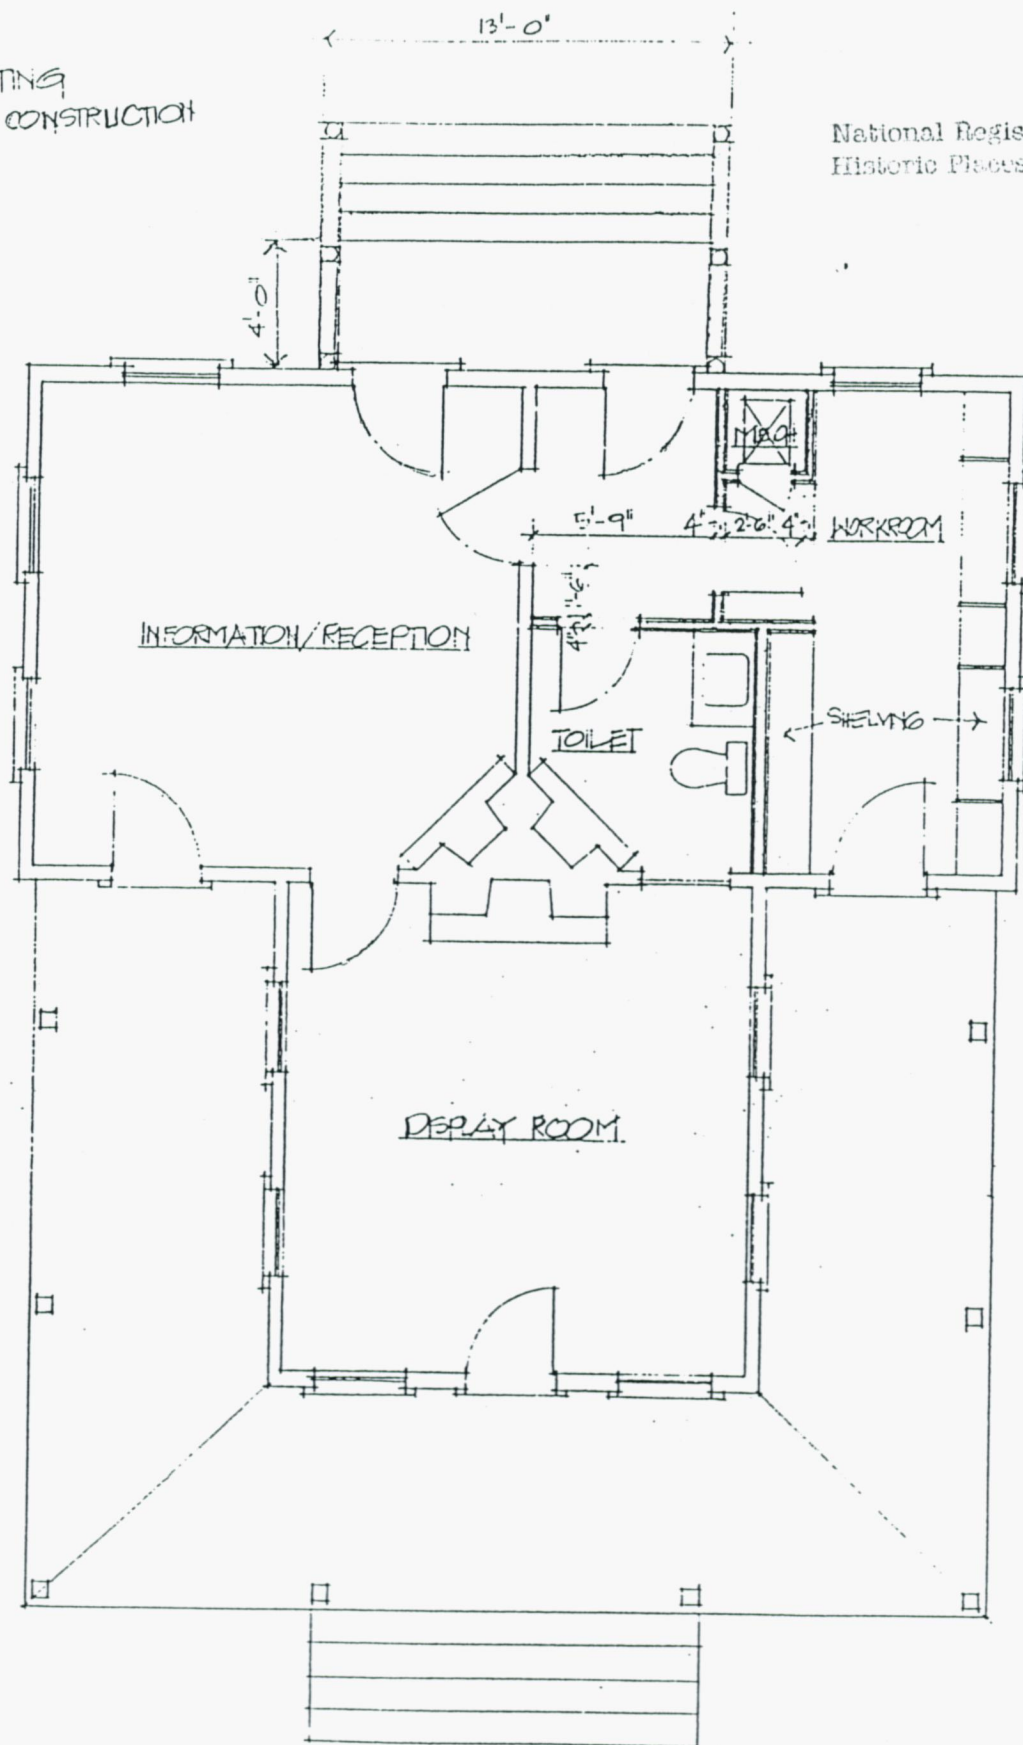 13'-0"
TING
CONSTRUCTION
National Regis
Historic Places
4'-0"
5'-9" 4" 2'-6" 4"
WORKROOM
INFORMATION/RECEPTION
TOILET
SHELVING
DISPLAY ROOM